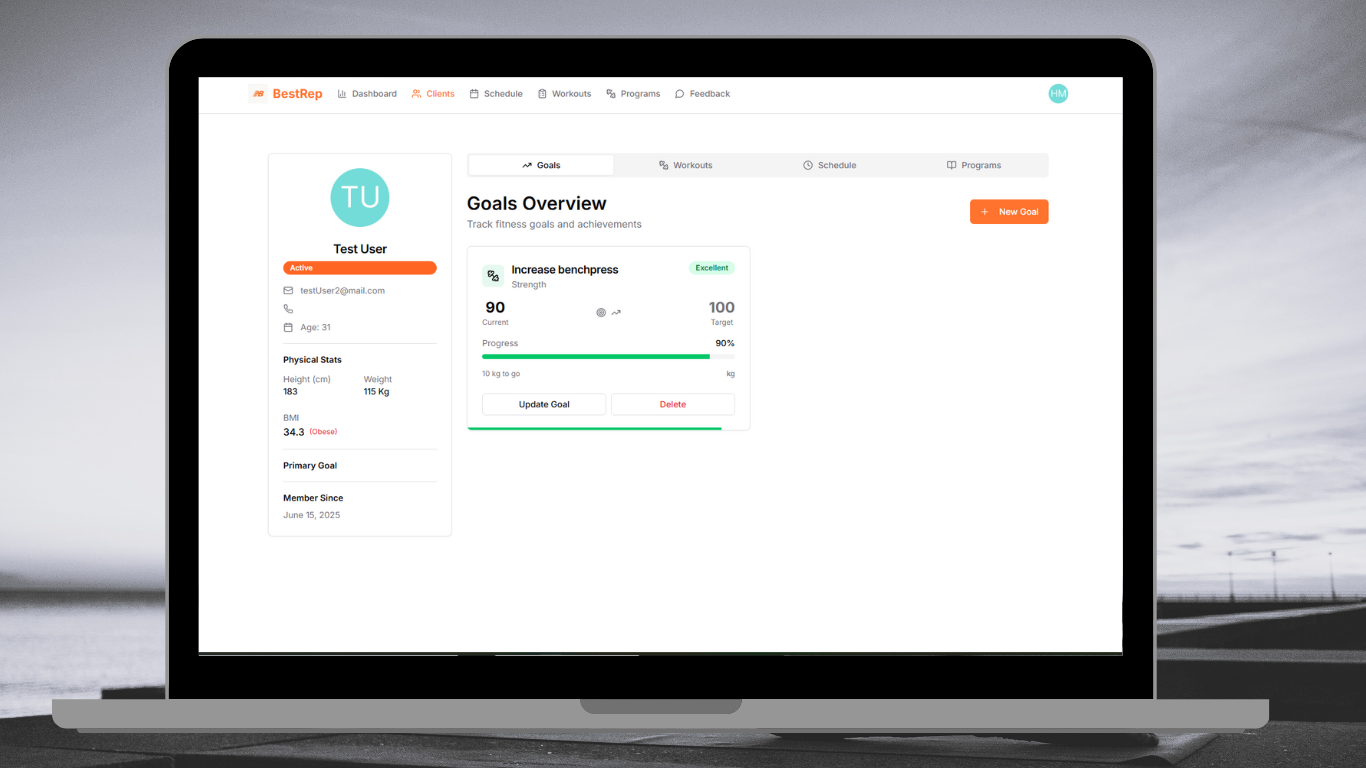 BestRep Dashboard Clients Schedule Workouts Programs Feedback HM
TU
Test User
Active
testUser2@mail.com
Age: 31
Physical Stats
Height (cm) Weight
183 115 Kg
BMI
34.3 (Obese)
Primary Goal
Member Since
June 15, 2025
Goals Workouts Schedule Programs
Goals Overview
Track fitness goals and achievements
New Goal
Increase benchpress Excellent
Strength
90 100
Current Target
Progress 90%
10 kg to go kg
Update Goal Delete